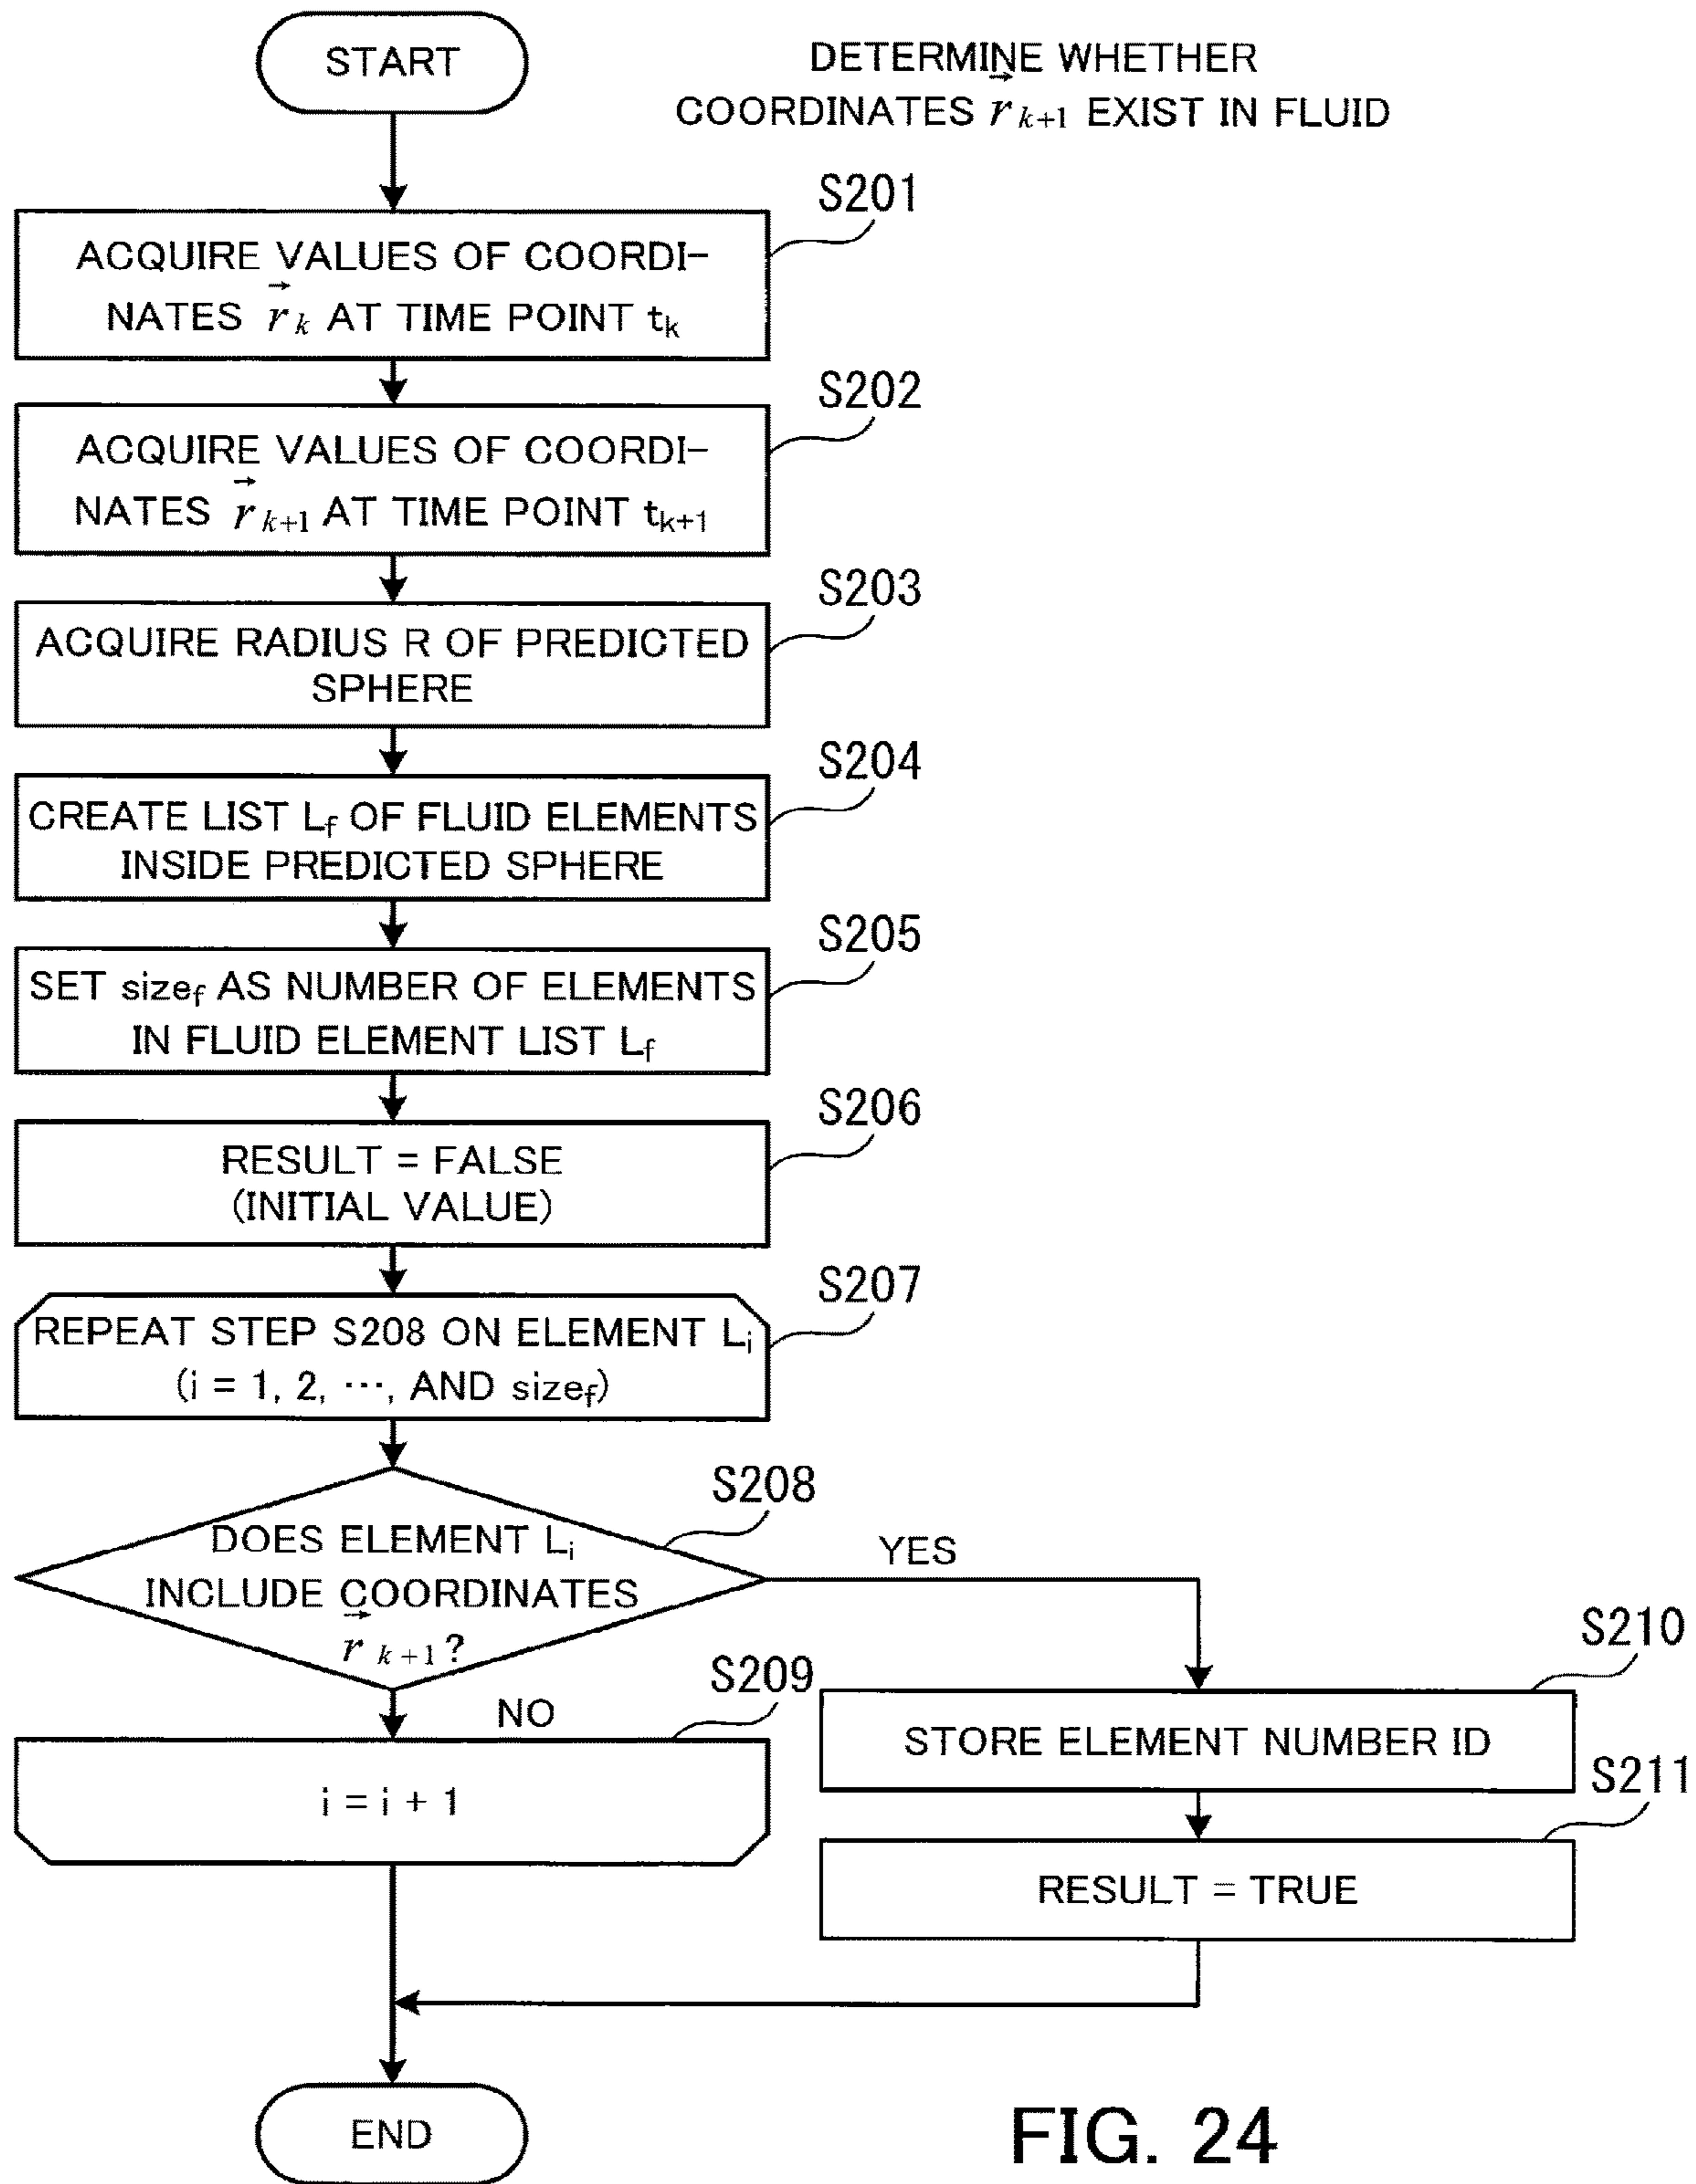 START
DETERMINE WHETHER
COORDINATES r⃗ k+1 EXIST IN FLUID
S201
ACQUIRE VALUES OF COORDI-
NATES r⃗ k AT TIME POINT tk
S202
ACQUIRE VALUES OF COORDI-
NATES r⃗ k+1 AT TIME POINT tk+1
S203
ACQUIRE RADIUS R OF PREDICTED
SPHERE
S204
CREATE LIST Lf OF FLUID ELEMENTS
INSIDE PREDICTED SPHERE
S205
SET sizef AS NUMBER OF ELEMENTS
IN FLUID ELEMENT LIST Lf
S206
RESULT = FALSE
(INITIAL VALUE)
S207
REPEAT STEP S208 ON ELEMENT Li
(i = 1, 2, ···, AND sizef)
S208
DOES ELEMENT Li
INCLUDE COORDINATES
r⃗ k+1 ?
YES
NO
S209
i = i + 1
S210
STORE ELEMENT NUMBER ID
S211
RESULT = TRUE
END
FIG. 24